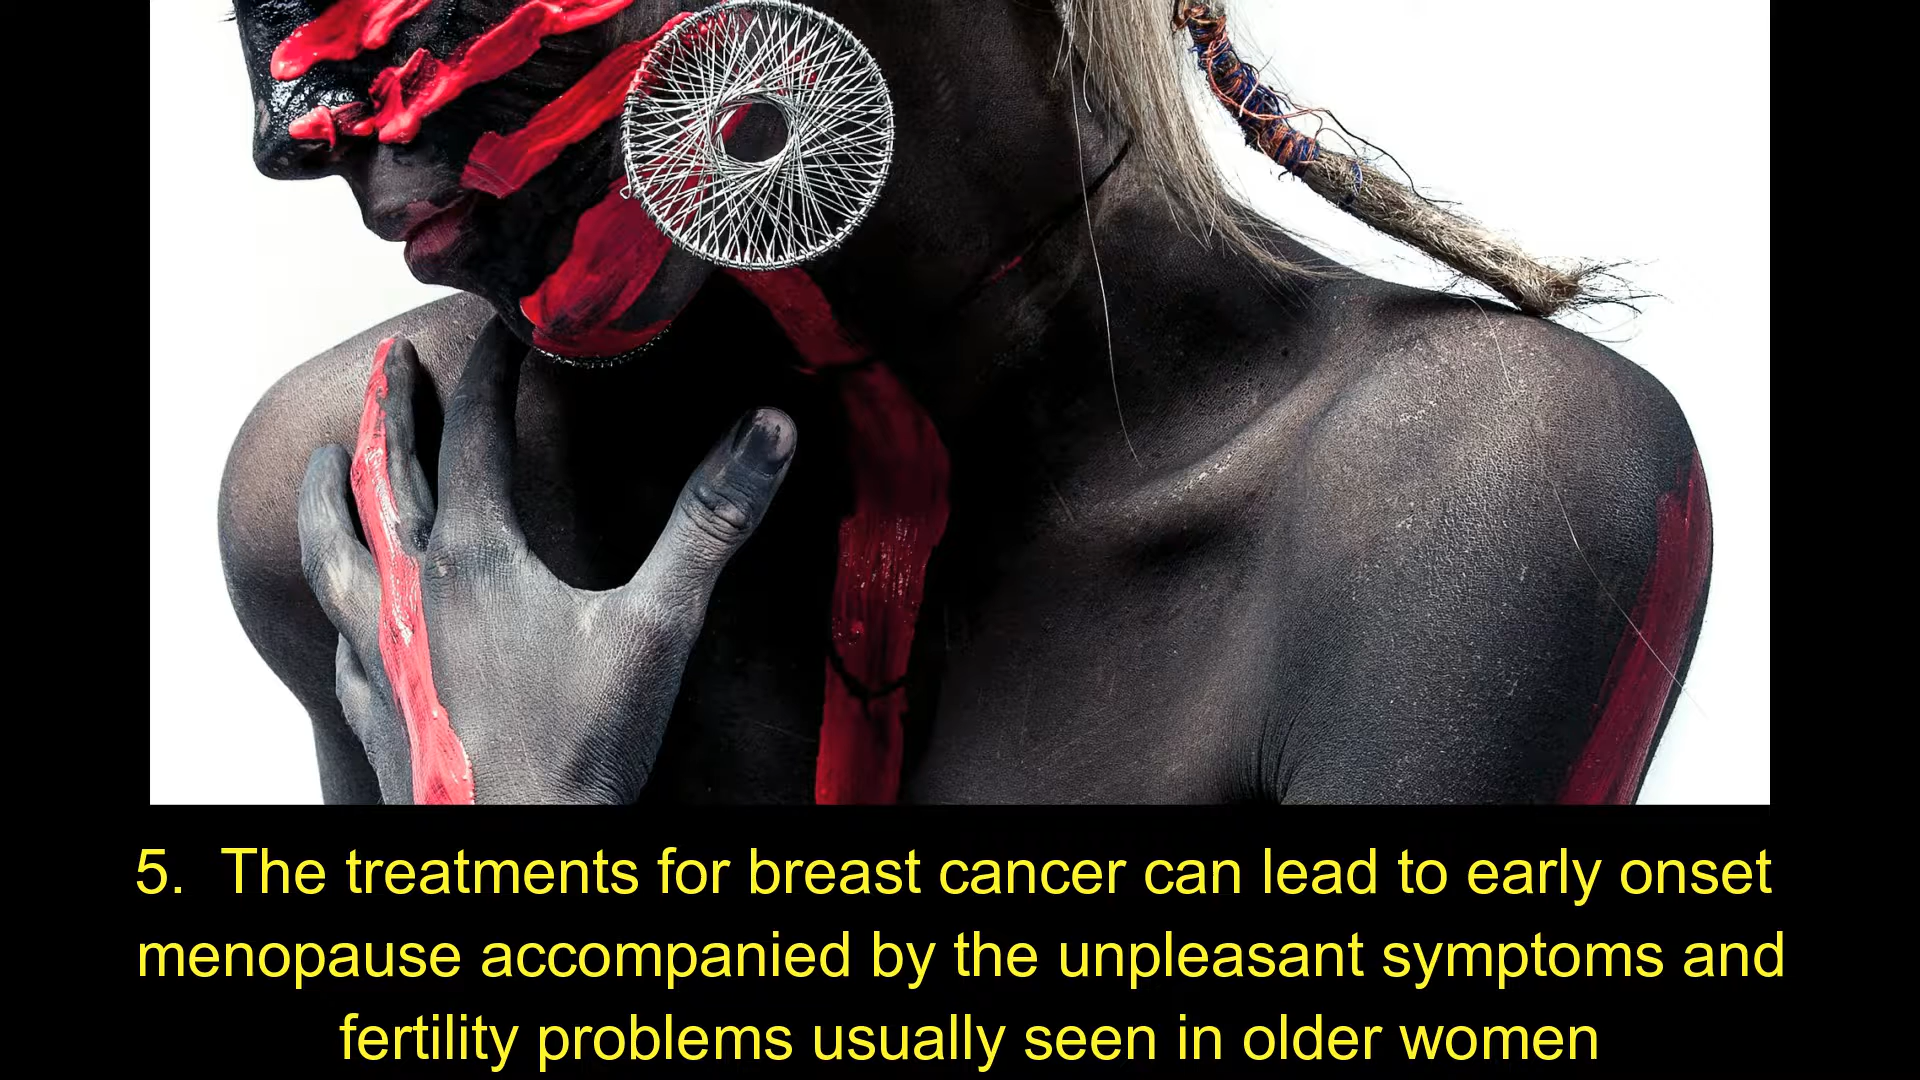 5.  The treatments for breast cancer can lead to early onset
menopause accompanied by the unpleasant symptoms and
fertility problems usually seen in older women